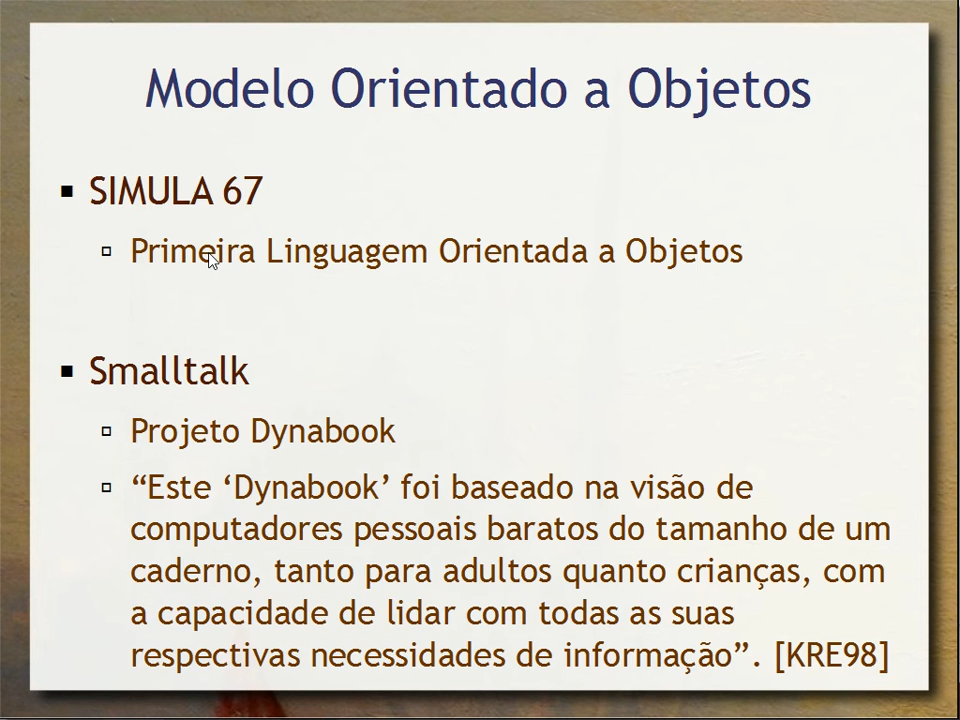 Modelo Orientado a Objetos
SIMULA 67
Primeira Linguagem Orientada a Objetos
Smalltalk
Projeto Dynabook
“Este ‘Dynabook’ foi baseado na visão de
computadores pessoais baratos do tamanho de um
caderno, tanto para adultos quanto crianças, com
a capacidade de lidar com todas as suas
respectivas necessidades de informação”. [KRE98]